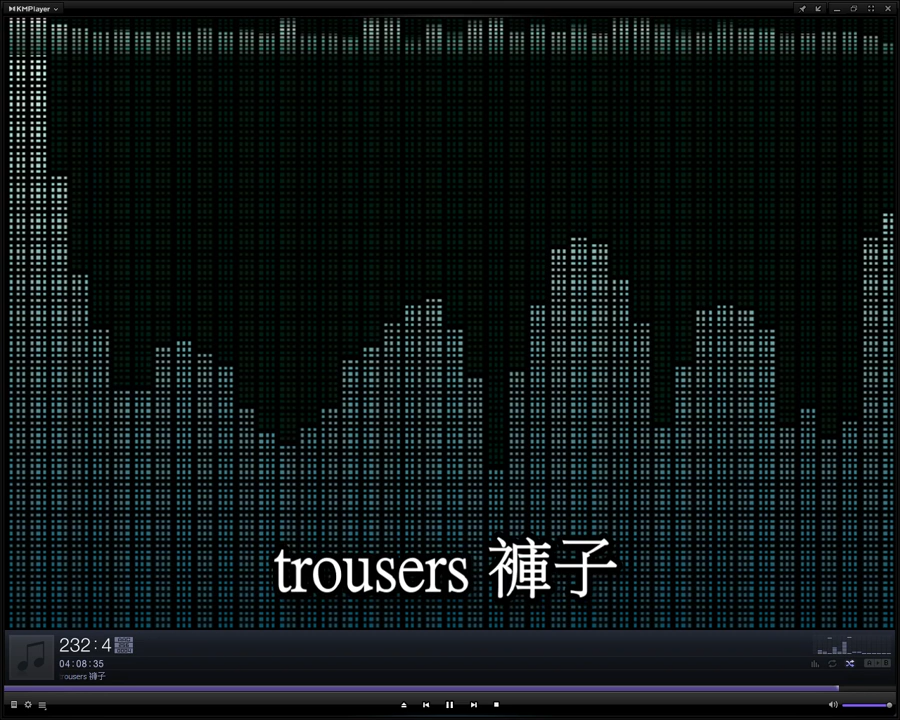 KMPlayer
trousers 褲子
232:4
04:08:35
trousers 褲子
A B